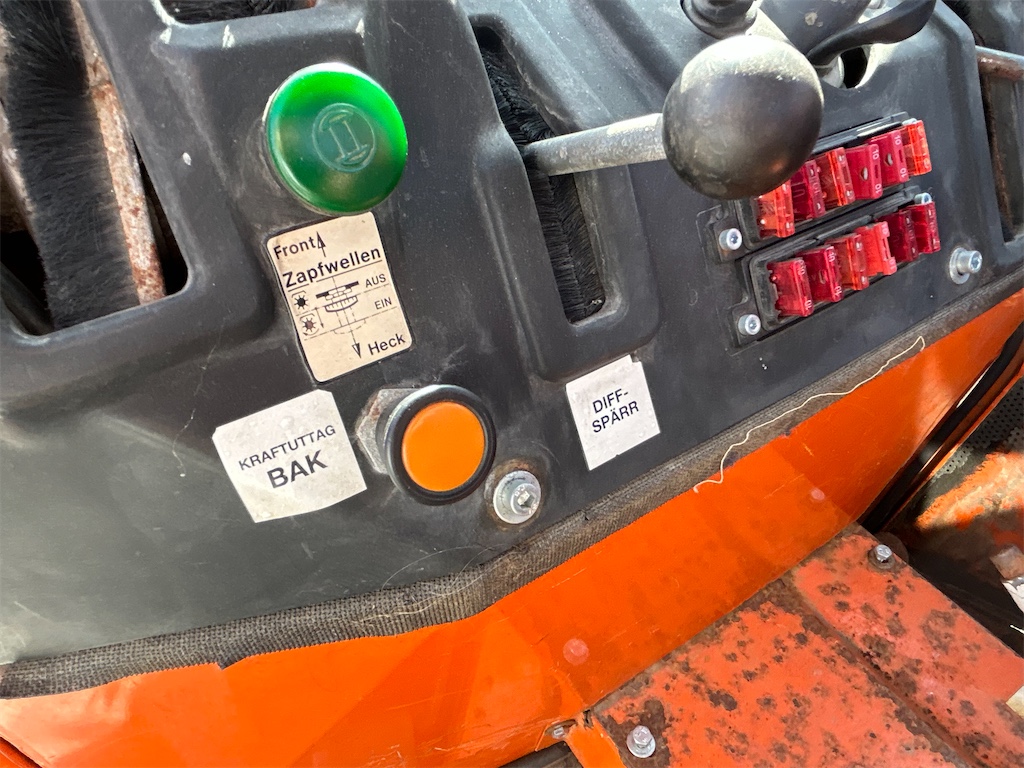 Front
Zapfwellen
AUS
EIN
Heck
KRAFTUTTAG
BAK
DIFF-
SPÄRR